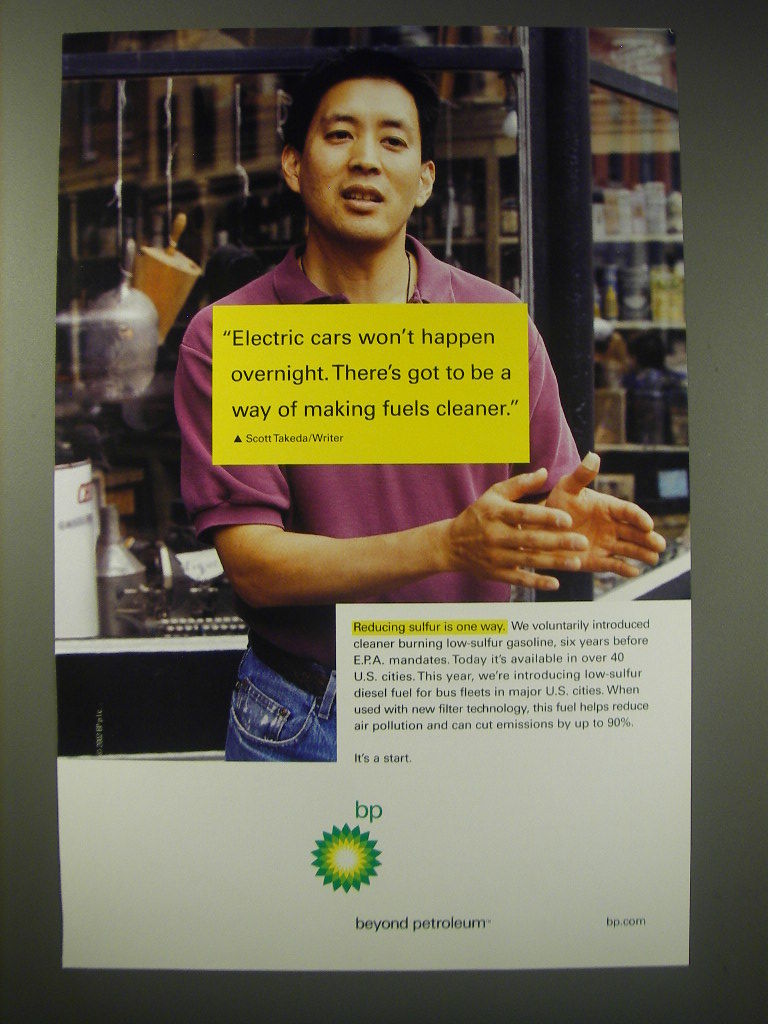 “Electric cars won’t happen
overnight. There’s got to be a
way of making fuels cleaner.”
▲ Scott Takeda/Writer
Reducing sulfur is one way. We voluntarily introduced
cleaner burning low-sulfur gasoline, six years before
E.P.A. mandates. Today it’s available in over 40
U.S. cities. This year, we’re introducing low-sulfur
diesel fuel for bus fleets in major U.S. cities. When
used with new filter technology, this fuel helps reduce
air pollution and can cut emissions by up to 90%.
It’s a start.
© 2002 BP p.l.c.
bp
beyond petroleum™
bp.com